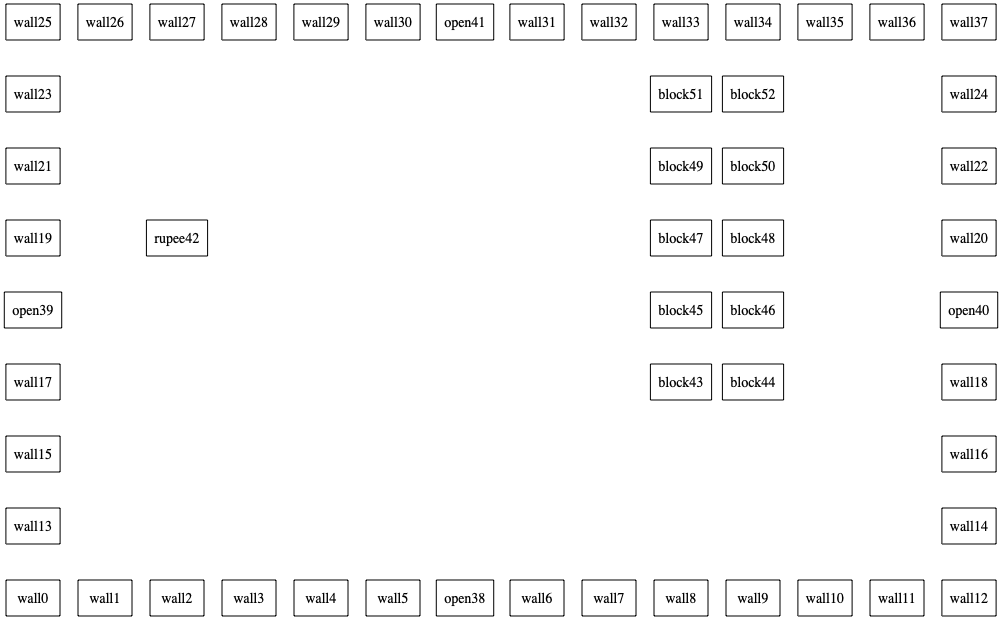 wall25 wall26 wall27 wall28 wall29 wall30 open41 wall31 wall32 wall33 wall34 wall35 wall36 wall37
wall23 block51 block52 wall24
wall21 block49 block50 wall22
wall19 rupee42 block47 block48 wall20
open39 block45 block46 open40
wall17 block43 block44 wall18
wall15 wall16
wall13 wall14
wall0 wall1 wall2 wall3 wall4 wall5 open38 wall6 wall7 wall8 wall9 wall10 wall11 wall12